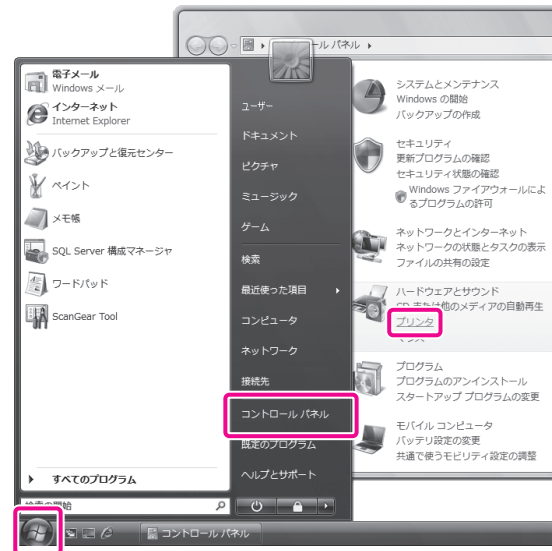 ール パネル
電子メール
Windows メール
インターネット
Internet Explorer
バックアップと復元センター
ペイント
メモ帳
SQL Server 構成マネージャ
ワードパッド
ScanGear Tool
すべてのプログラム
検索の開始
ユーザー
ドキュメント
ピクチャ
ミュージック
ゲーム
検索
最近使った項目
コンピュータ
ネットワーク
接続先
コントロール パネル
既定のプログラム
ヘルプとサポート
コントロール パネル
システムとメンテナンス
Windows の開始
バックアップの作成
セキュリティ
更新プログラムの確認
セキュリティ状態の確認
Windows ファイアウォールによ
るプログラムの許可
ネットワークとインターネット
ネットワークの状態とタスクの表示
ファイルの共有の設定
ハードウェアとサウンド
CD または他のメディアの自動再生
プリンタ
マウス
プログラム
プログラムのアンインストール
スタートアップ プログラムの変更
モバイル コンピュータ
バッテリ設定の変更
共通で使うモビリティ設定の調整